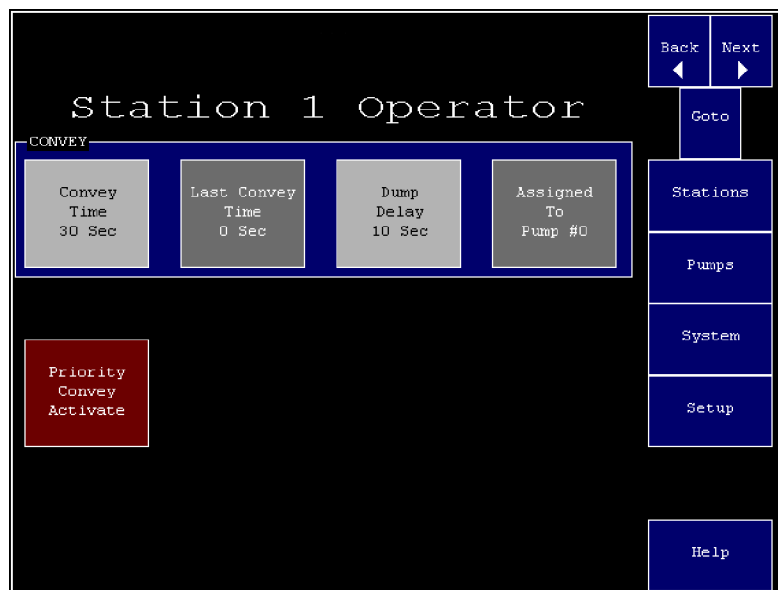 Back Next
Station 1 Operator
Goto
CONVEY
Convey
Time
30 Sec
Last Convey
Time
0 Sec
Dump
Delay
10 Sec
Assigned
To
Pump #0
Stations
Pumps
System
Priority
Convey
Activate
Setup
Help